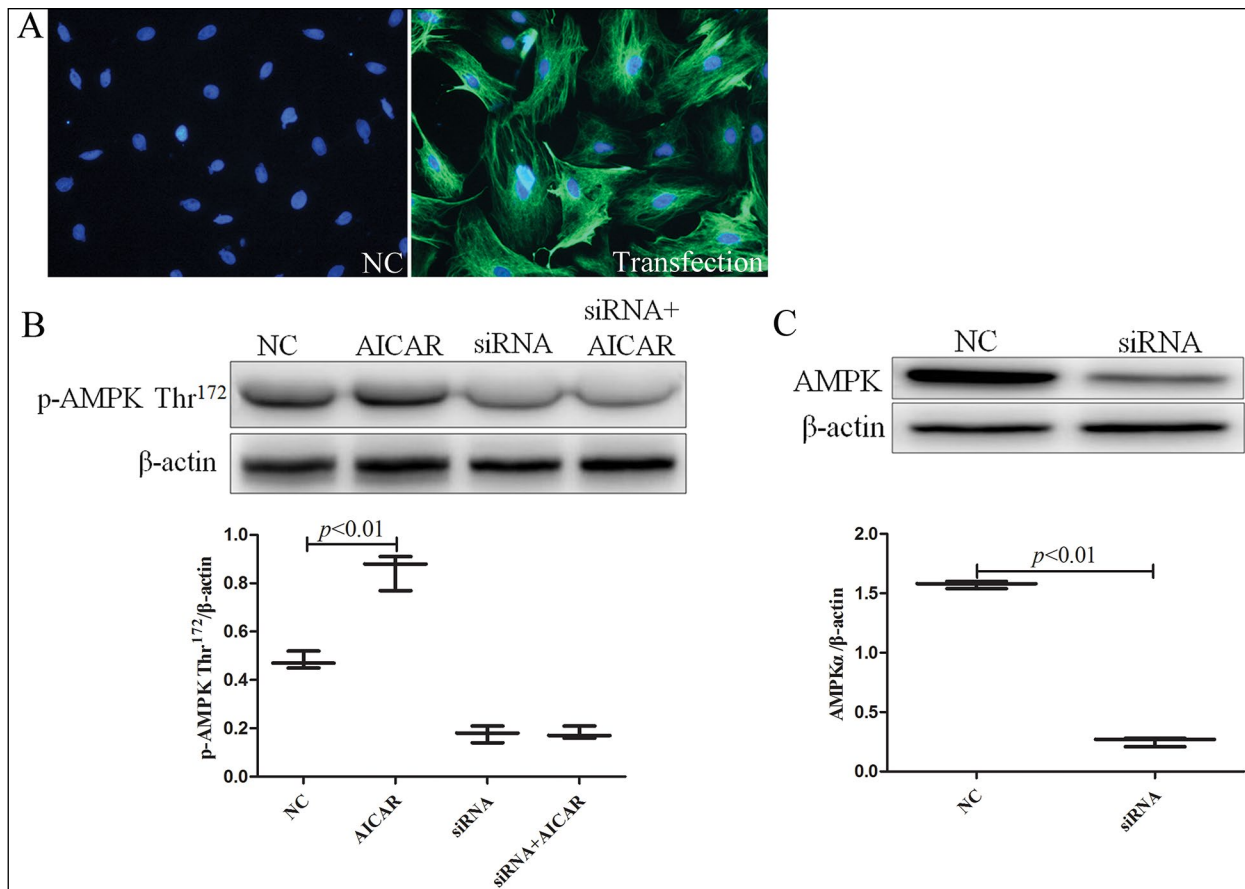 A
NC
Transfection
B
NC AICAR siRNA siRNA+
AICAR
p-AMPK Thr¹⁷²
β-actin
p<0.01
p-AMPK Thr¹⁷²/β-actin
1.0
0.8
0.6
0.4
0.2
0.0
NC
AICAR
siRNA
siRNA+AICAR
C
NC siRNA
AMPK
β-actin
p<0.01
AMPKα/β-actin
2.0
1.5
1.0
0.5
0.0
NC
siRNA